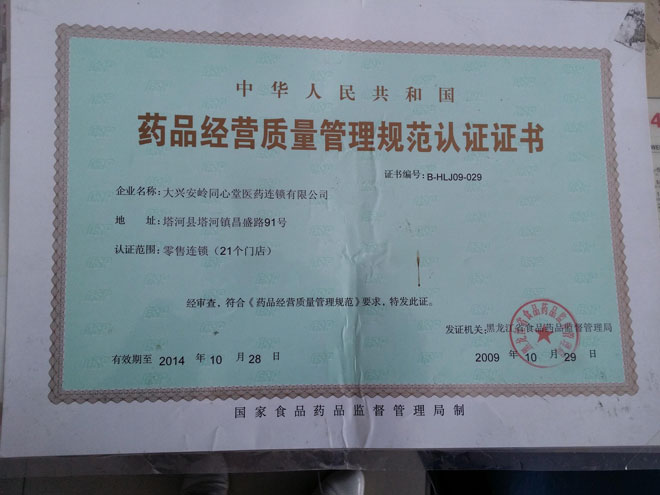 中华人民共和国
药品经营质量管理规范认证证书
证书编号: B-HLJ09-029
企业名称: 大兴安岭同心堂医药连锁有限公司
地 址: 塔河县塔河镇昌盛路91号
认证范围: 零售连锁（21个门店）
经审查，符合《药品经营质量管理规范》要求，特发此证。
发证机关: 黑龙江省食品药品监督管理局
有效期至 2014 年 10 月 28 日
2009 年 10 月 29 日
国家食品药品监督管理局制
4